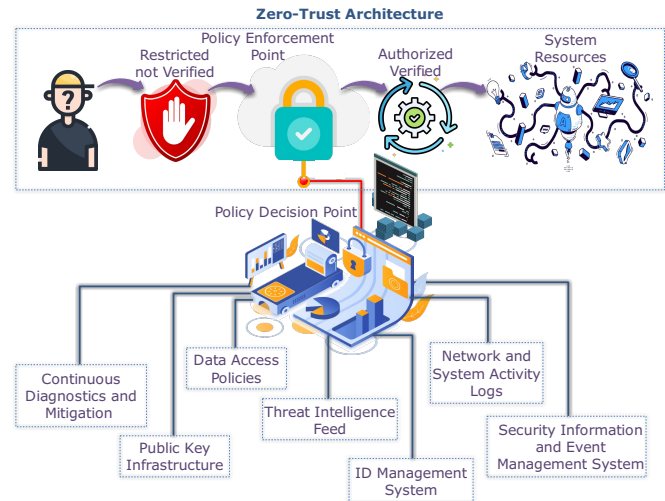 Zero-Trust Architecture
Restricted
not Verified
Policy Enforcement
Point
Authorized
Verified
System
Resources
?
Policy Decision Point
Continuous
Diagnostics and
Mitigation
Public Key
Infrastructure
Data Access
Policies
Threat Intelligence
Feed
ID Management
System
Network and
System Activity
Logs
Security Information
and Event
Management System